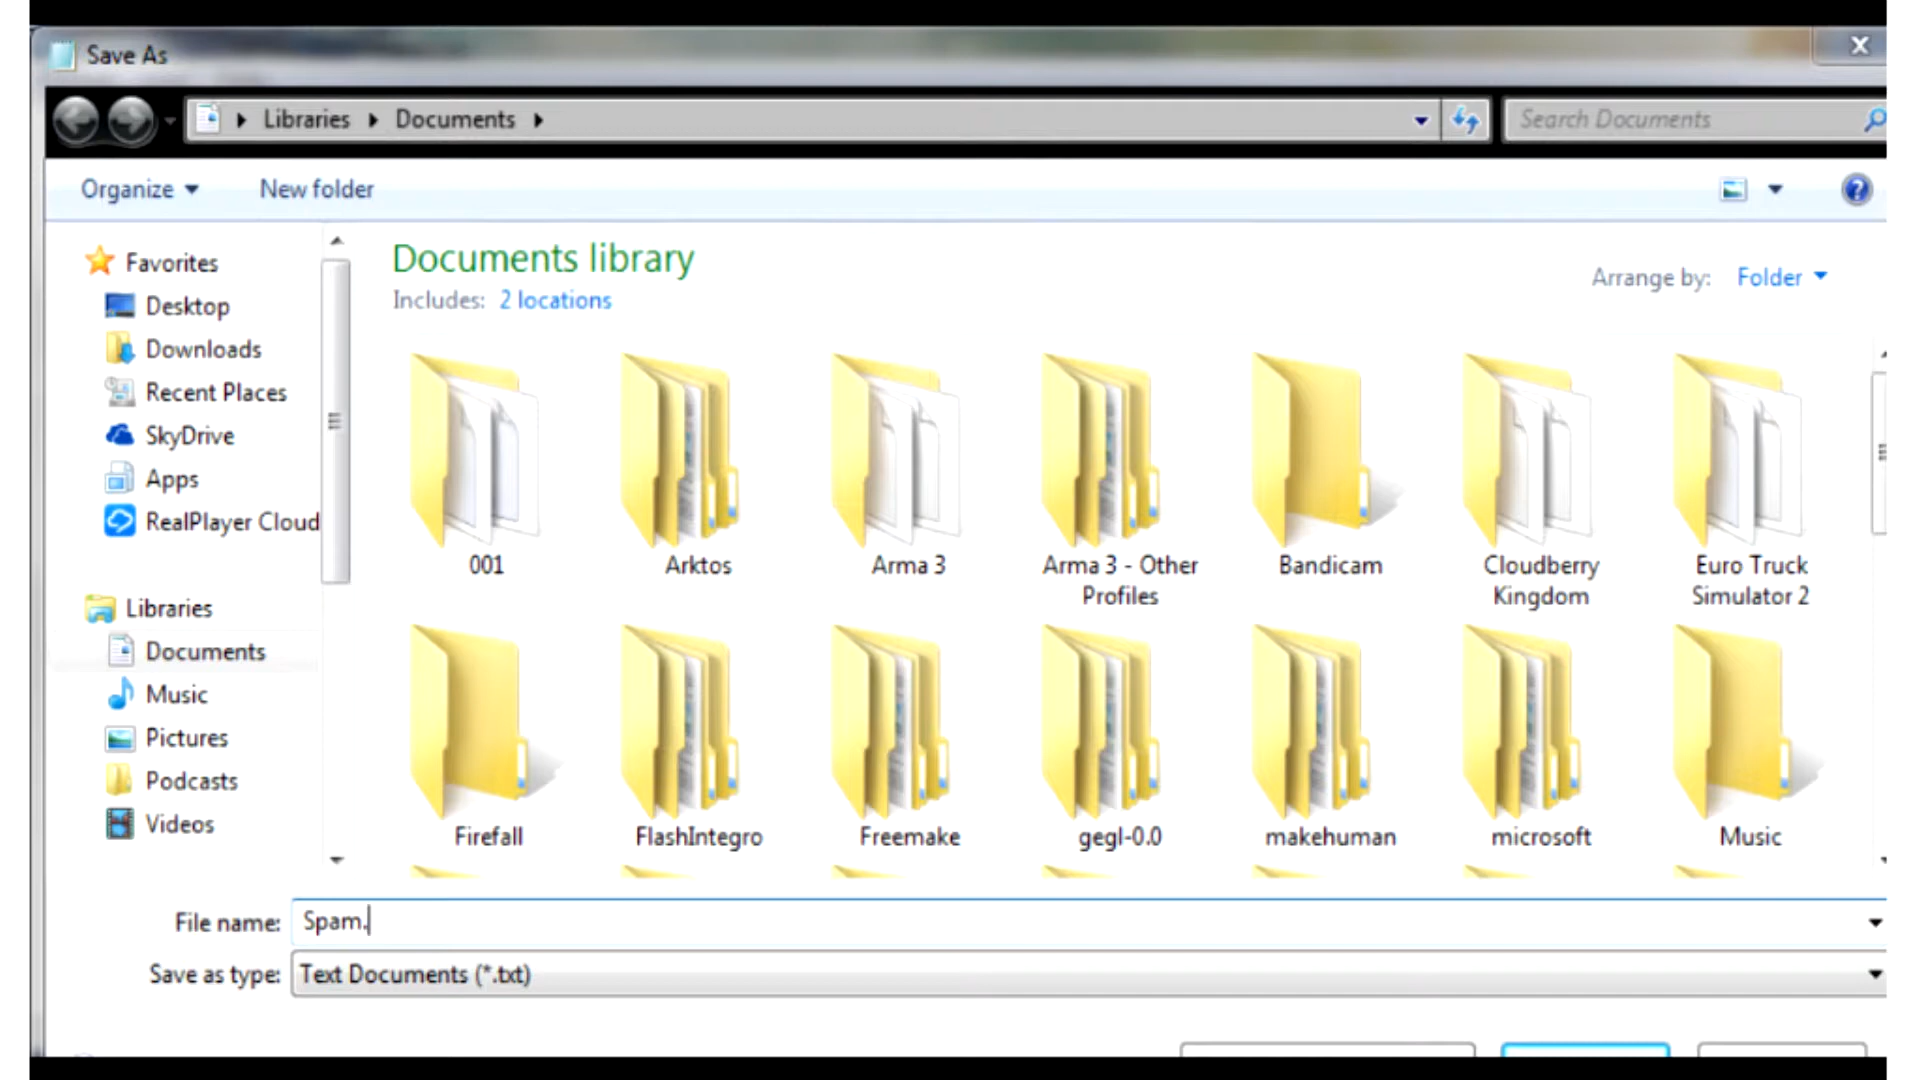 Save As
Libraries Documents
Search Documents
Organize New folder
Favorites
Desktop
Downloads
Recent Places
SkyDrive
Apps
RealPlayer Cloud
Libraries
Documents
Music
Pictures
Podcasts
Videos
Documents library
Includes: 2 locations
Arrange by: Folder
001
Arktos
Arma 3
Arma 3 - Other
Profiles
Bandicam
Cloudberry
Kingdom
Euro Truck
Simulator 2
Firefall
FlashIntegro
Freemake
gegl-0.0
makehuman
microsoft
Music
File name: Spam.
Save as type: Text Documents (*.txt)